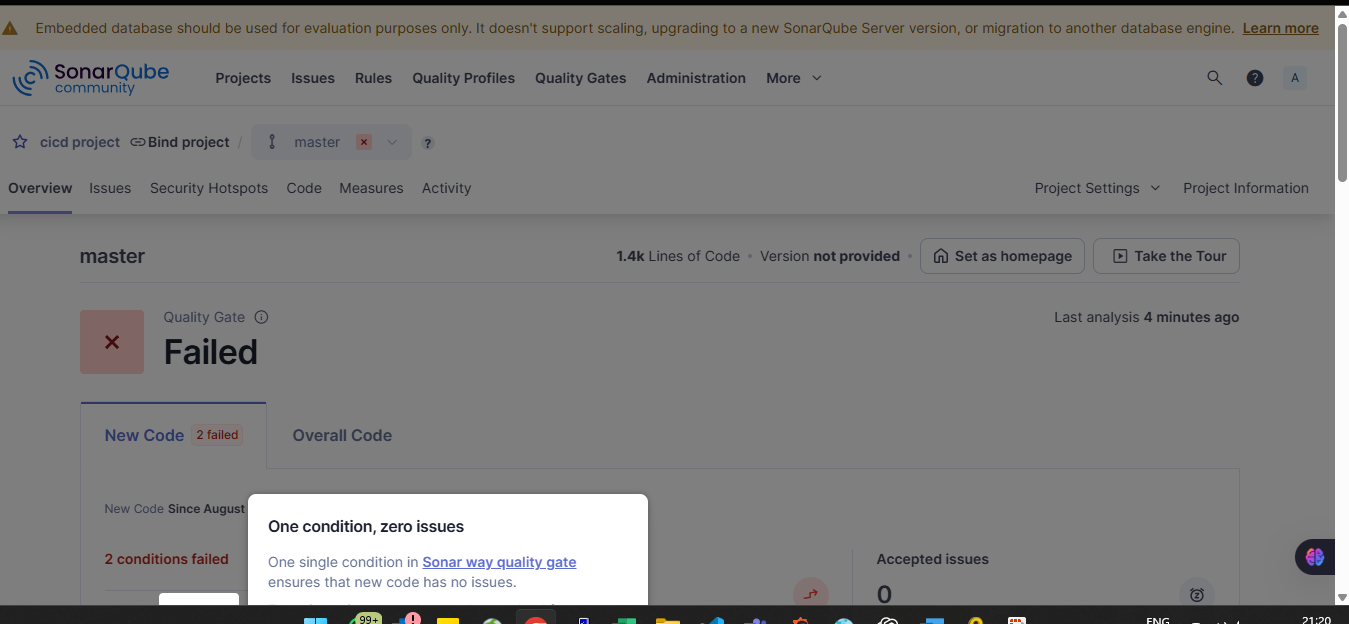 Embedded database should be used for evaluation purposes only. It doesn't support scaling, upgrading to a new SonarQube Server version, or migration to another database engine. Learn more
SonarQube community Projects Issues Rules Quality Profiles Quality Gates Administration More ? A
cicd project Bind project / master ?
Overview Issues Security Hotspots Code Measures Activity Project Settings Project Information
master 1.4k Lines of Code • Version not provided • Set as homepage Take the Tour
Quality Gate Last analysis 4 minutes ago
Failed
New Code 2 failed Overall Code
New Code Since August
One condition, zero issues
2 conditions failed Accepted issues
One single condition in Sonar way quality gate
ensures that new code has no issues.
0
99+ ENG 21:20